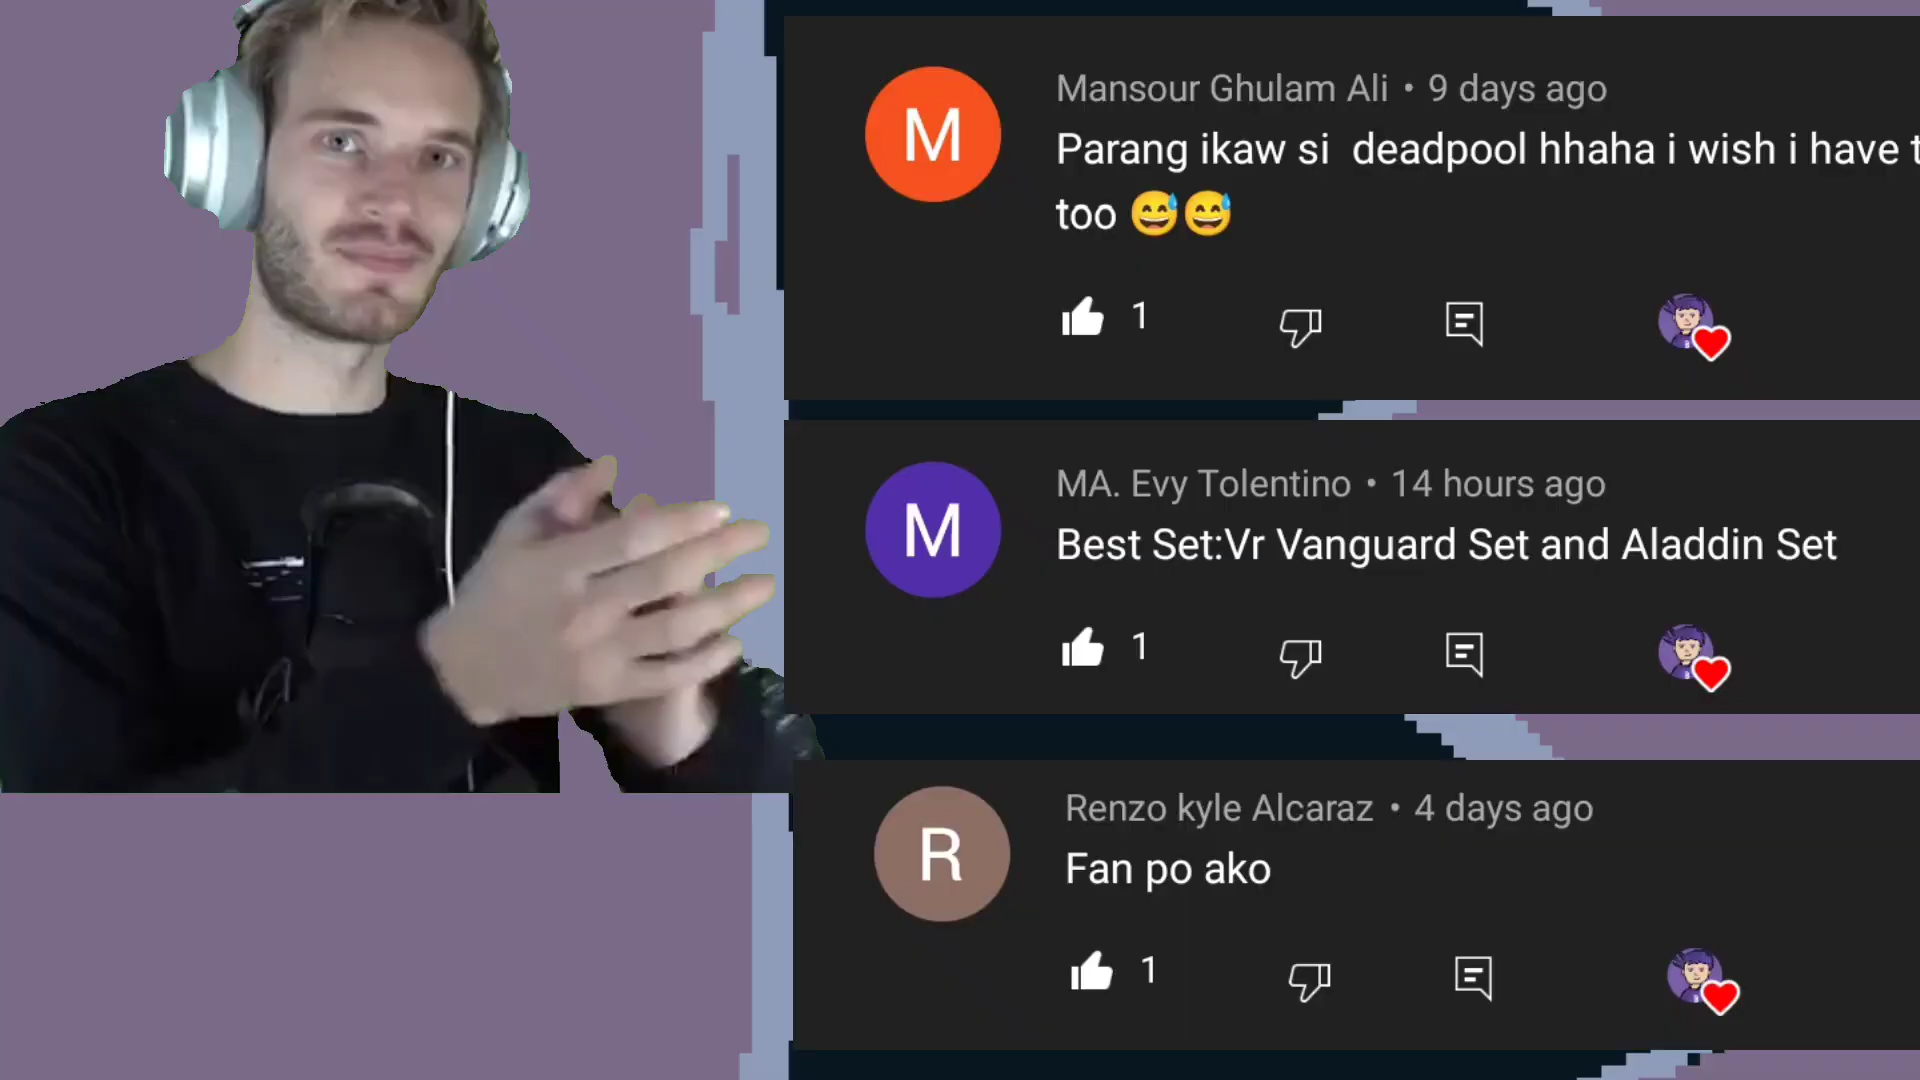 M
Mansour Ghulam Ali • 9 days ago
Parang ikaw si deadpool hhaha i wish i have
too 😅😅
1
M
MA. Evy Tolentino • 14 hours ago
Best Set:Vr Vanguard Set and Aladdin Set
1
R
Renzo kyle Alcaraz • 4 days ago
Fan po ako
1